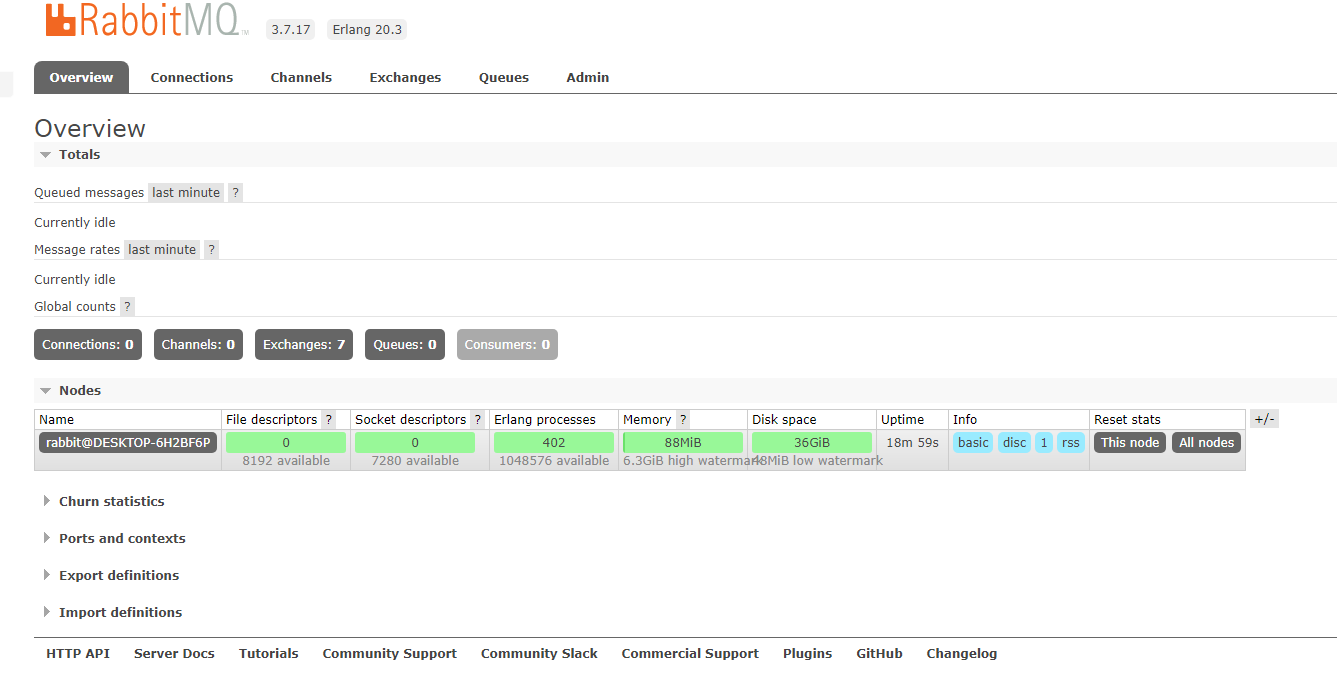 RabbitMQ TM 3.7.17 Erlang 20.3
Overview Connections Channels Exchanges Queues Admin
Overview
Totals
Queued messages last minute ?
Currently idle
Message rates last minute ?
Currently idle
Global counts ?
Connections: 0 Channels: 0 Exchanges: 7 Queues: 0 Consumers: 0
Nodes
Name File descriptors ? Socket descriptors ? Erlang processes Memory ? Disk space Uptime Info Reset stats +/-
rabbit@DESKTOP-6H2BF6P 0 0 402 88MiB 36GiB 18m 59s basic disc 1 rss This node All nodes
8192 available 7280 available 1048576 available 6.3GiB high watermark 48MiB low watermark
Churn statistics
Ports and contexts
Export definitions
Import definitions
HTTP API Server Docs Tutorials Community Support Community Slack Commercial Support Plugins GitHub Changelog